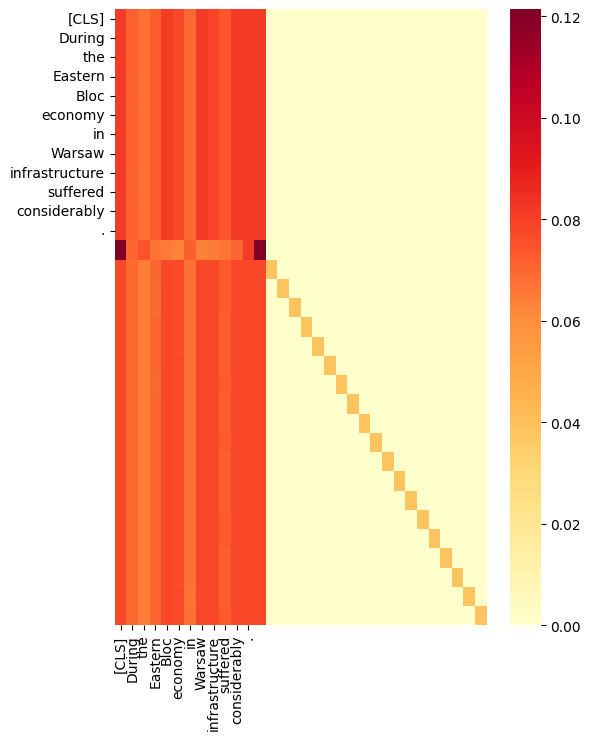 [CLS]
During
the
Eastern
Bloc
economy
in
Warsaw
infrastructure
suffered
considerably
.
0.12
0.10
0.08
0.06
0.04
0.02
0.00
[CLS]
During
the
Eastern
Bloc
economy
in
Warsaw
infrastructure
suffered
considerably
.